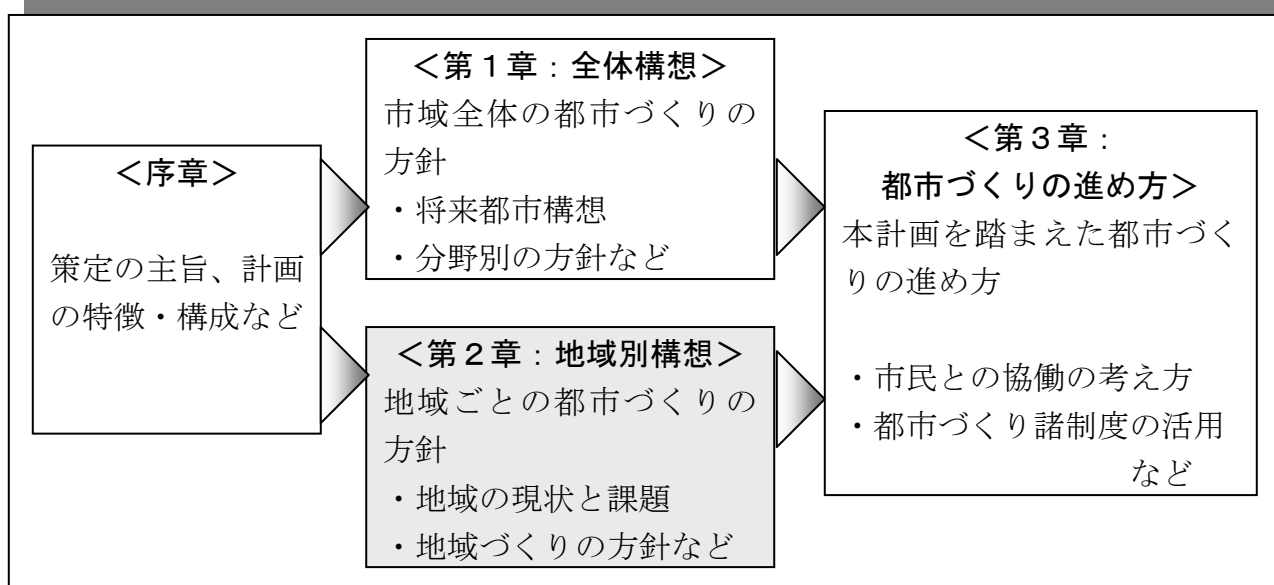 ＜序章＞
策定の主旨、計画
の特徴・構成など
＜第１章：全体構想＞
市域全体の都市づくりの
方針
・将来都市構想
・分野別の方針など
＜第２章：地域別構想＞
地域ごとの都市づくりの
方針
・地域の現状と課題
・地域づくりの方針など
＜第３章：
都市づくりの進め方＞
本計画を踏まえた都市づく
りの進め方
・市民との協働の考え方
・都市づくり諸制度の活用
など